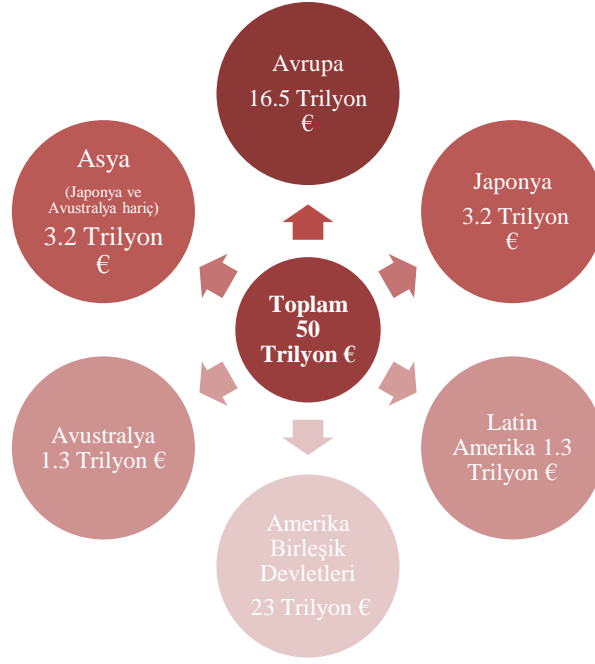 Avrupa
16.5 Trilyon
€
Asya
(Japonya ve
Avustralya hariç)
3.2 Trilyon
€
Japonya
3.2 Trilyon
€
Toplam
50
Trilyon €
Avustralya
1.3 Trilyon €
Latin
Amerika 1.3
Trilyon €
Amerika
Birleşik
Devletleri
23 Trilyon €